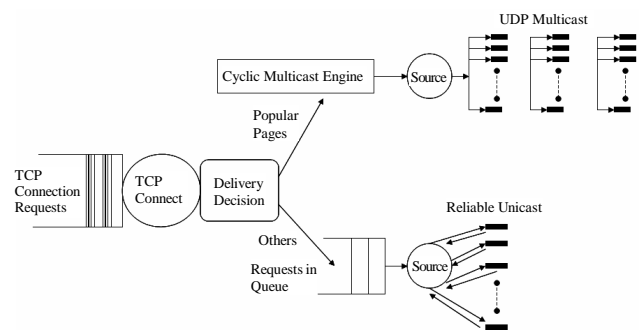 UDP Multicast
Cyclic Multicast Engine
Source
Popular
Pages
TCP
Connection
Requests
TCP
Connect
Delivery
Decision
Reliable Unicast
Others
Requests in
Queue
Source